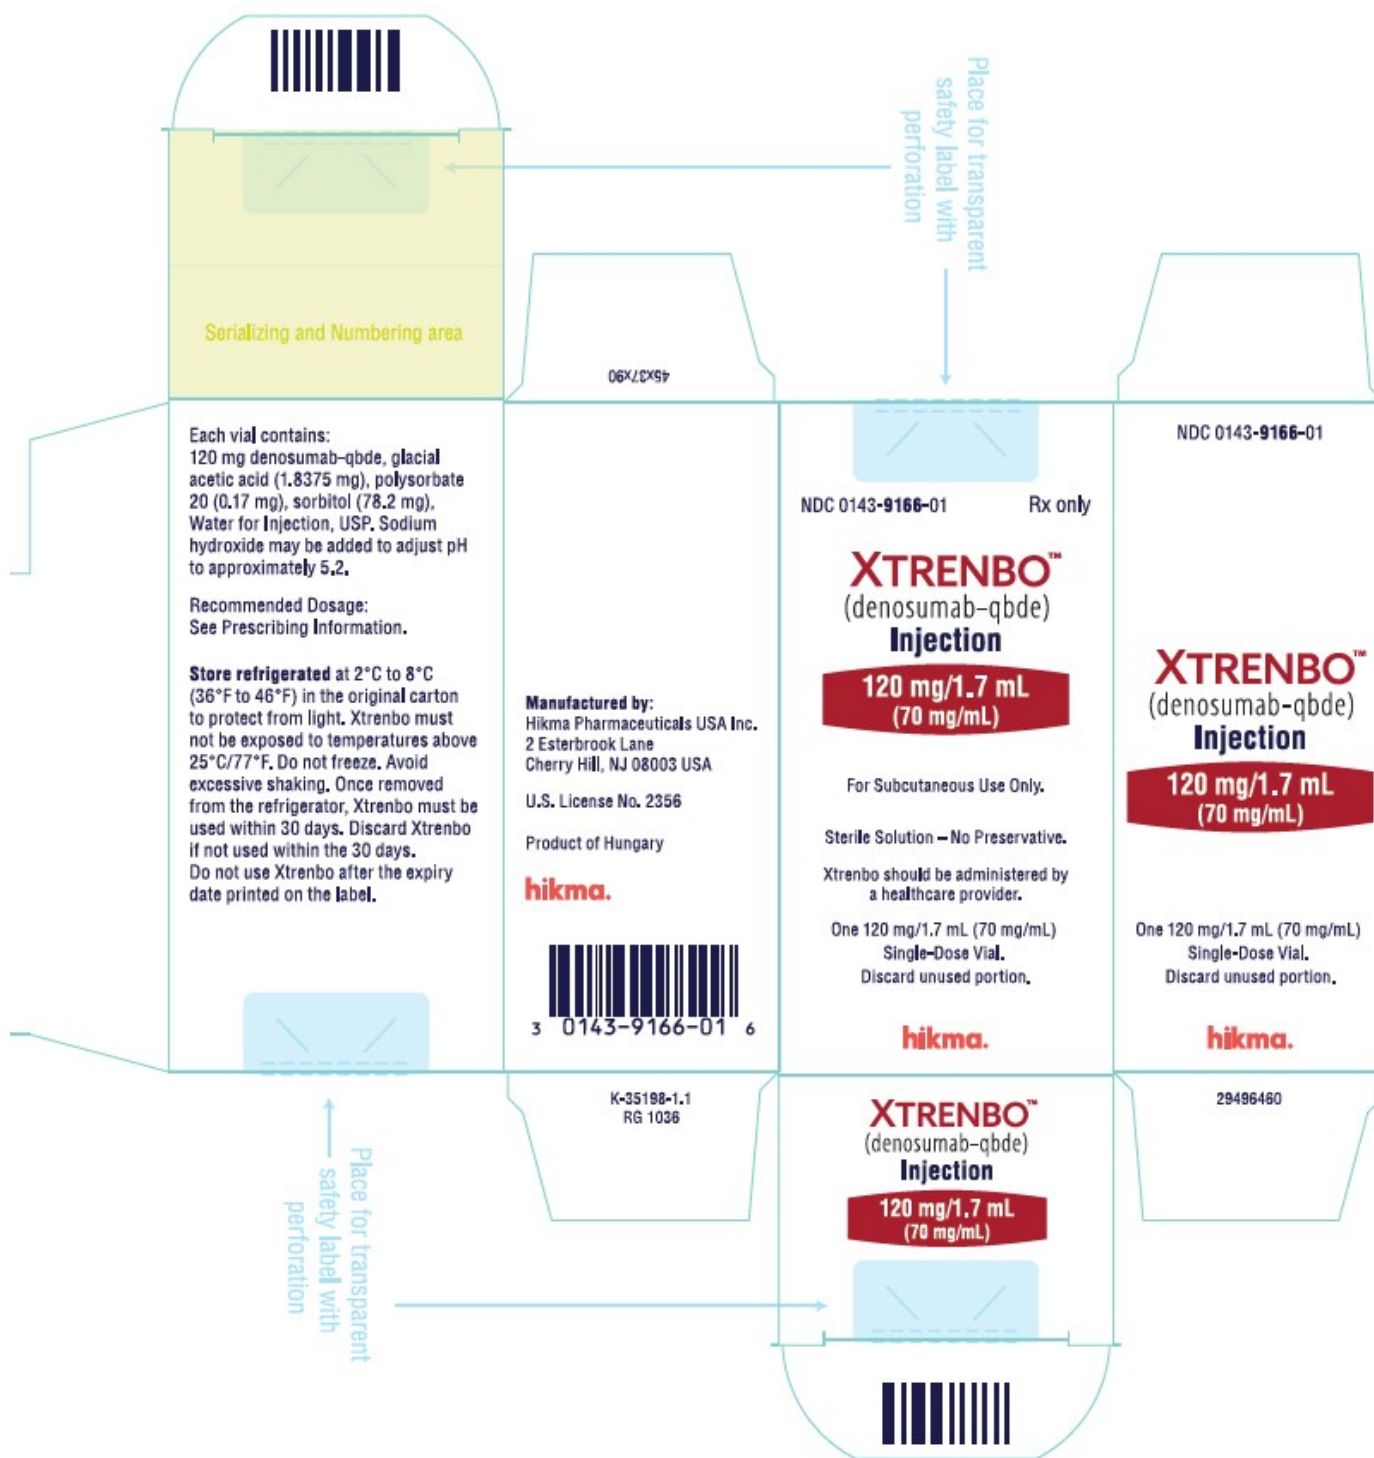 Place for transparent
safety label with
perforation
Serializing and Numbering area
45x37x90
Each vial contains:
120 mg denosumab-qbde, glacial
acetic acid (1.8375 mg), polysorbate
20 (0.17 mg), sorbitol (78.2 mg),
Water for Injection, USP. Sodium
hydroxide may be added to adjust pH
to approximately 5.2.
Recommended Dosage:
See Prescribing Information.
Store refrigerated at 2°C to 8°C
(36°F to 46°F) in the original carton
to protect from light. Xtrenbo must
not be exposed to temperatures above
25°C/77°F. Do not freeze. Avoid
excessive shaking. Once removed
from the refrigerator, Xtrenbo must be
used within 30 days. Discard Xtrenbo
if not used within the 30 days.
Do not use Xtrenbo after the expiry
date printed on the label.
Manufactured by:
Hikma Pharmaceuticals USA Inc.
2 Esterbrook Lane
Cherry Hill, NJ 08003 USA
U.S. License No. 2356
Product of Hungary
hikma.
3 0143-9166-01 6
K-35198-1.1
RG 1036
NDC 0143-9166-01 Rx only
XTRENBO™
(denosumab-qbde)
Injection
120 mg/1.7 mL
(70 mg/mL)
For Subcutaneous Use Only.
Sterile Solution – No Preservative.
Xtrenbo should be administered by
a healthcare provider.
One 120 mg/1.7 mL (70 mg/mL)
Single-Dose Vial.
Discard unused portion.
hikma.
NDC 0143-9166-01
XTRENBO™
(denosumab-qbde)
Injection
120 mg/1.7 mL
(70 mg/mL)
One 120 mg/1.7 mL (70 mg/mL)
Single-Dose Vial.
Discard unused portion.
hikma.
29496460
XTRENBO™
(denosumab-qbde)
Injection
120 mg/1.7 mL
(70 mg/mL)
Place for transparent
safety label with
perforation